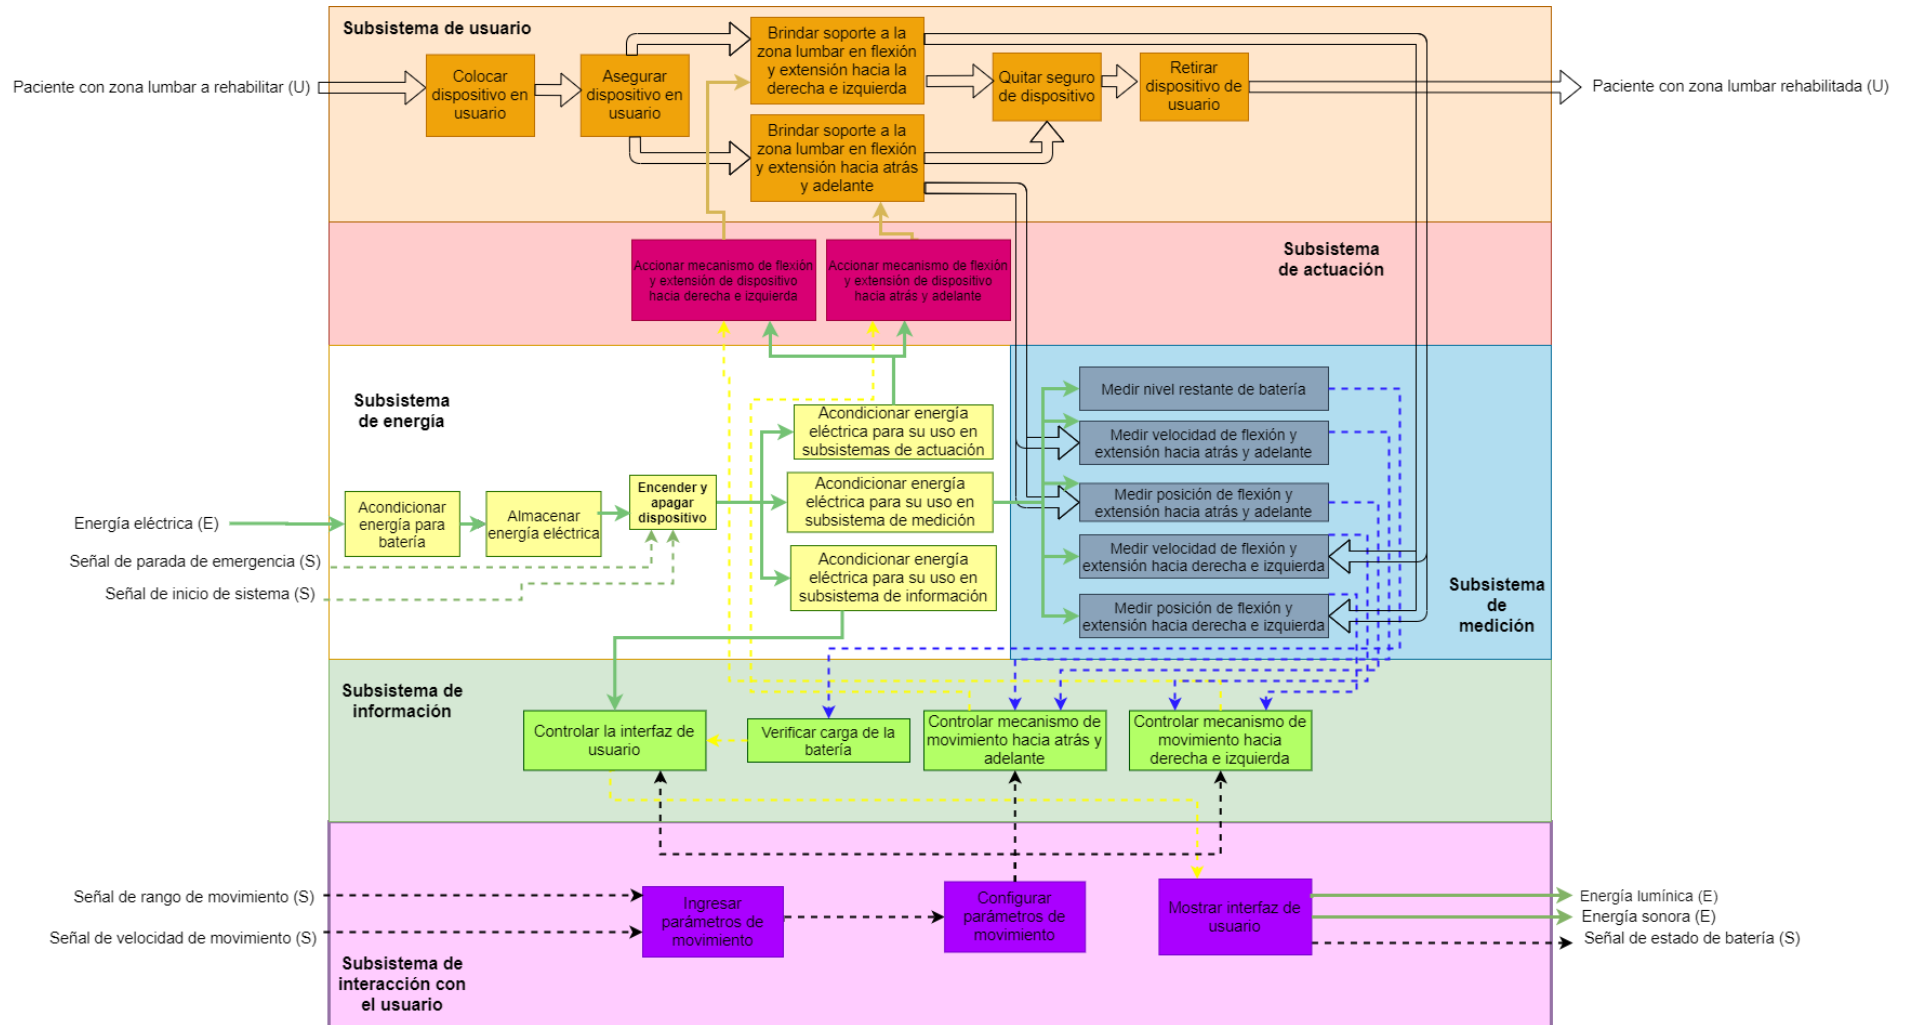 Subsistema de usuario
Paciente con zona lumbar a rehabilitar (U)
Colocar
dispositivo en
usuario
Asegurar
dispositivo en
usuario
Brindar soporte a la
zona lumbar en flexión
y extensión hacia la
derecha e izquierda
Brindar soporte a la
zona lumbar en flexión
y extensión hacia atrás
y adelante
Quitar seguro
de dispositivo
Retirar
dispositivo de
usuario
Paciente con zona lumbar rehabilitada (U)
Subsistema
de actuación
Accionar mecanismo de flexión
y extensión de dispositivo
hacia derecha e izquierda
Accionar mecanismo de flexión
y extensión de dispositivo
hacia atrás y adelante
Subsistema
de energía
Energía eléctrica (E)
Señal de parada de emergencia (S)
Señal de inicio de sistema (S)
Acondicionar
energía para
batería
Almacenar
energía eléctrica
Encender y
apagar
dispositivo
Acondicionar energía
eléctrica para su uso en
subsistemas de actuación
Acondicionar energía
eléctrica para su uso en
subsistema de medición
Acondicionar energía
eléctrica para su uso en
subsistema de información
Medir nivel restante de batería
Medir velocidad de flexión y
extensión hacia atrás y adelante
Medir posición de flexión y
extensión hacia atrás y adelante
Medir velocidad de flexión y
extensión hacia derecha e izquierda
Medir posición de flexión y
extensión hacia derecha e izquierda
Subsistema
de
medición
Subsistema de
información
Controlar la interfaz de
usuario
Verificar carga de la
batería
Controlar mecanismo de
movimiento hacia atrás y
adelante
Controlar mecanismo de
movimiento hacia
derecha e izquierda
Señal de rango de movimiento (S)
Señal de velocidad de movimiento (S)
Ingresar
parámetros de
movimiento
Configurar
parámetros de
movimiento
Mostrar interfaz de
usuario
Energía lumínica (E)
Energía sonora (E)
Señal de estado de batería (S)
Subsistema de
interacción con
el usuario